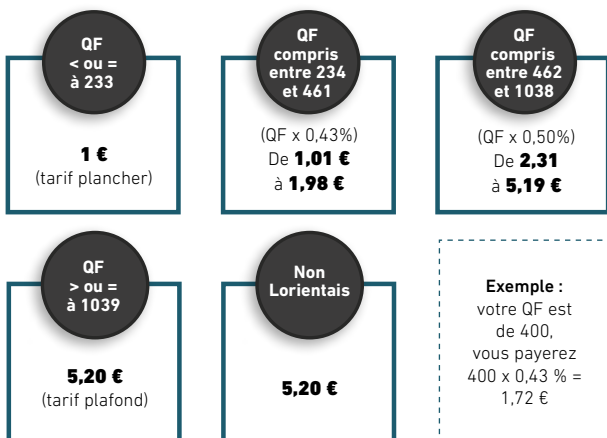 QF
< ou =
à 233
1 €
(tarif plancher)
QF
compris
entre 234
et 461
(QF x 0,43%)
De 1,01 €
à 1,98 €
QF
compris
entre 462
et 1038
(QF x 0,50%)
De 2,31
à 5,19 €
QF
> ou =
à 1039
5,20 €
(tarif plafond)
Non
Lorientais
5,20 €
Exemple :
votre QF est
de 400,
vous payerez
400 x 0,43 % =
1,72 €